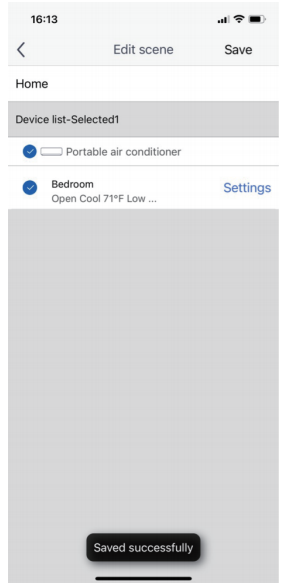 16:13
Edit scene Save
Home
Device list-Selected1
Portable air conditioner
Bedroom
Open Cool 71°F Low ...
Settings
Saved successfully